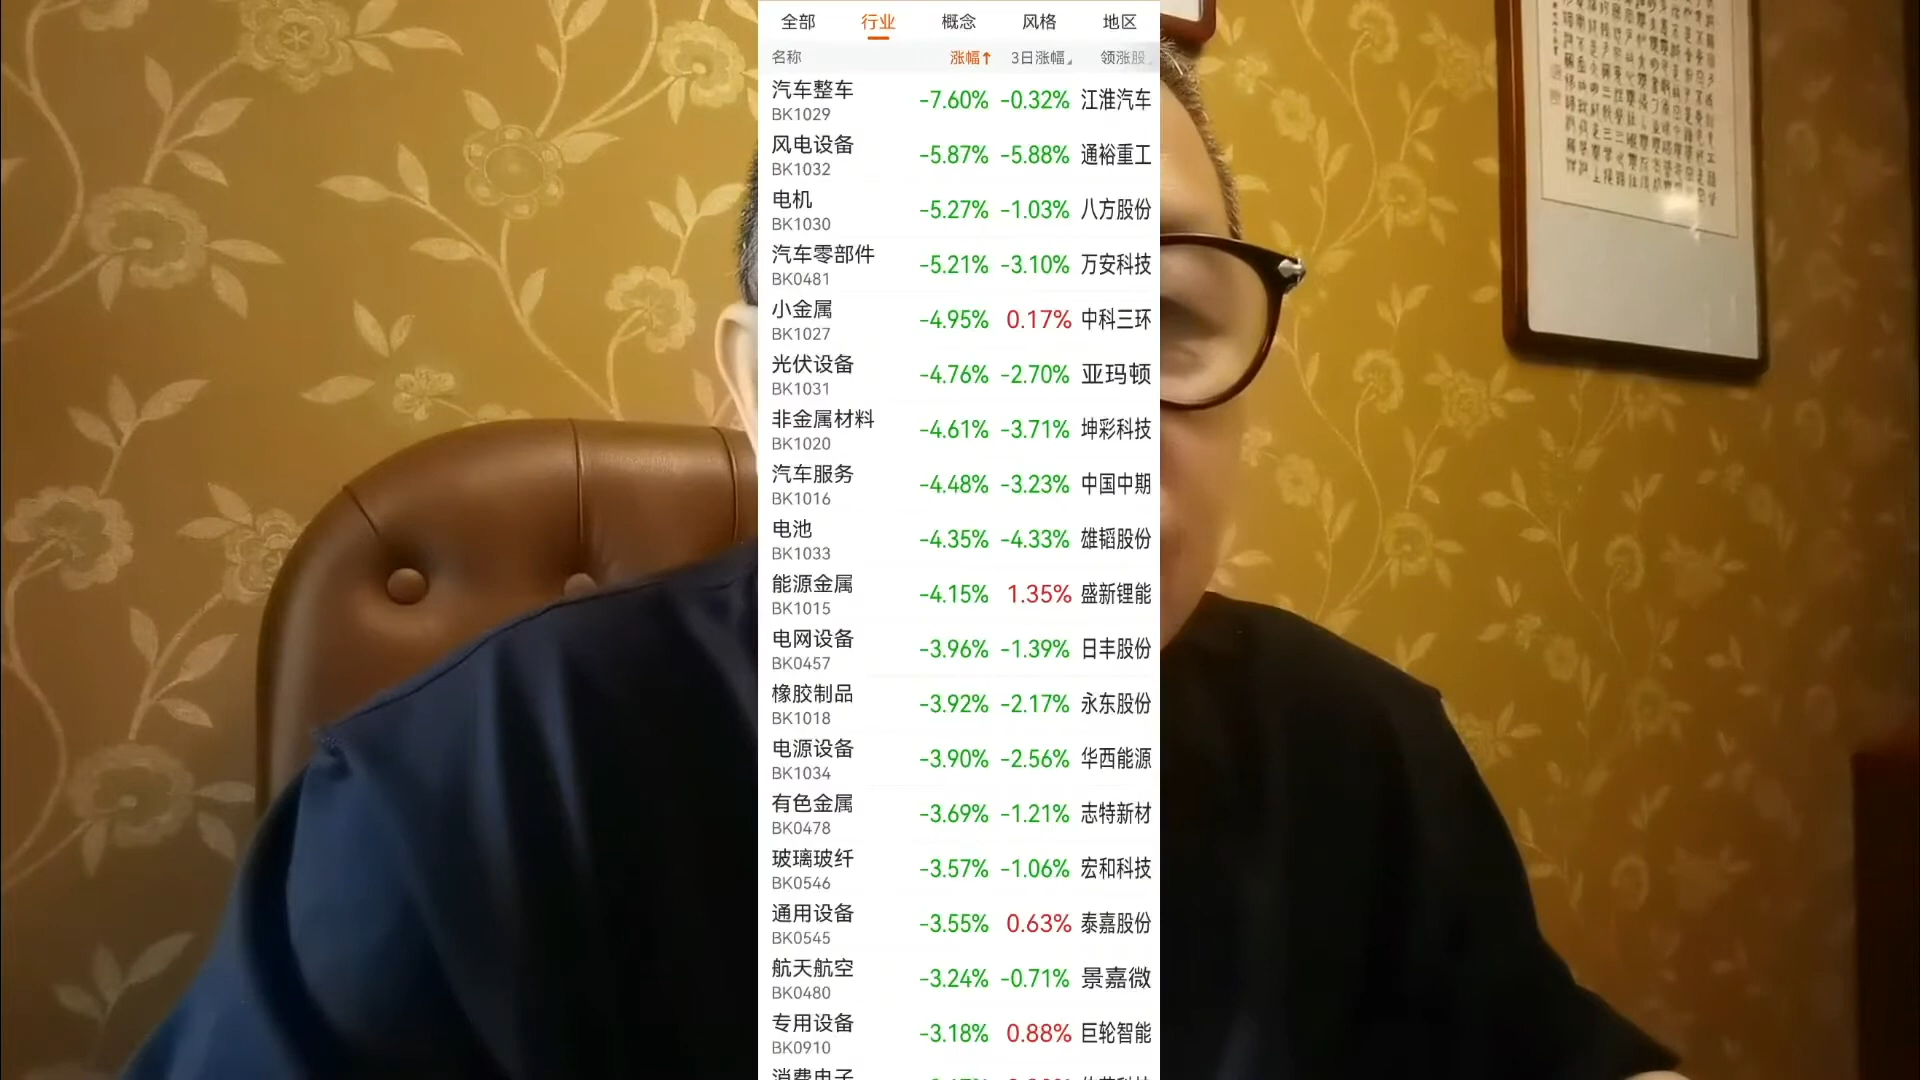 全部 行业 概念 风格 地区
名称 涨幅↑ 3日涨幅 领涨股
汽车整车 -7.60% -0.32% 江淮汽车
BK1029
风电设备 -5.87% -5.88% 通裕重工
BK1032
电机 -5.27% -1.03% 八方股份
BK1030
汽车零部件 -5.21% -3.10% 万安科技
BK0481
小金属 -4.95% 0.17% 中科三环
BK1027
光伏设备 -4.76% -2.70% 亚玛顿
BK1031
非金属材料 -4.61% -3.71% 坤彩科技
BK1020
汽车服务 -4.48% -3.23% 中国中期
BK1016
电池 -4.35% -4.33% 雄韬股份
BK1033
能源金属 -4.15% 1.35% 盛新锂能
BK1015
电网设备 -3.96% -1.39% 日丰股份
BK0457
橡胶制品 -3.92% -2.17% 永东股份
BK1018
电源设备 -3.90% -2.56% 华西能源
BK1034
有色金属 -3.69% -1.21% 志特新材
BK0478
玻璃玻纤 -3.57% -1.06% 宏和科技
BK0546
通用设备 -3.55% 0.63% 泰嘉股份
BK0545
航天航空 -3.24% -0.71% 景嘉微
BK0480
专用设备 -3.18% 0.88% 巨轮智能
BK0910
消费电子